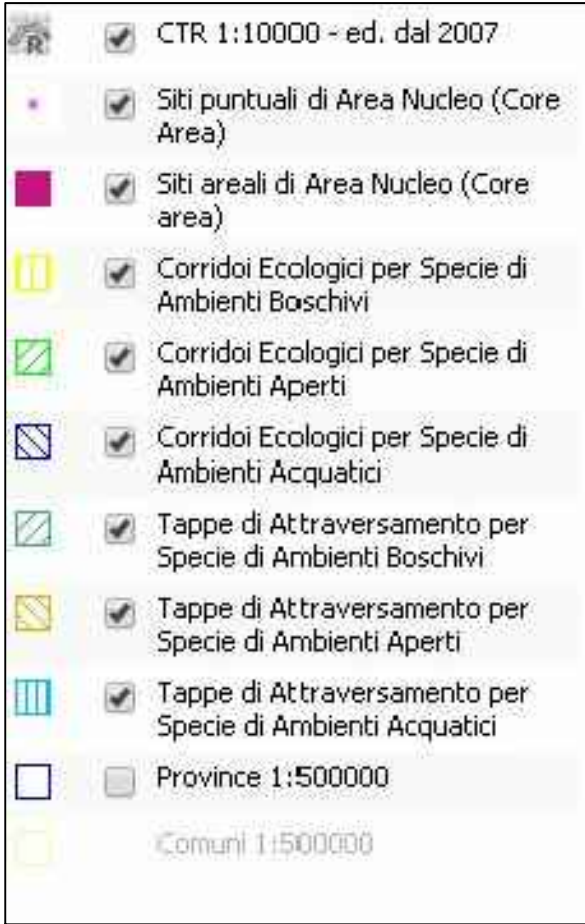 R
CTR 1:10000 - ed. dal 2007
Siti puntuali di Area Nucleo (Core
Area)
Siti areali di Area Nucleo (Core
area)
Corridoi Ecologici per Specie di
Ambienti Boschivi
Corridoi Ecologici per Specie di
Ambienti Aperti
Corridoi Ecologici per Specie di
Ambienti Acquatici
Tappe di Attraversamento per
Specie di Ambienti Boschivi
Tappe di Attraversamento per
Specie di Ambienti Aperti
Tappe di Attraversamento per
Specie di Ambienti Acquatici
Province 1:500000
Comuni 1:500000